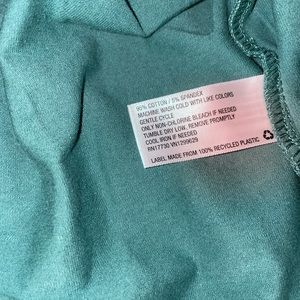 95% COTTON / 5% SPANDEX
MACHINE WASH COLD WITH LIKE COLORS
GENTLE CYCLE
ONLY NON-CHLORINE BLEACH IF NEEDED
TUMBLE DRY LOW. REMOVE PROMPTLY
COOL IRON IF NEEDED
RN17730 VN1299629
LABEL MADE FROM 100% RECYCLED PLASTIC